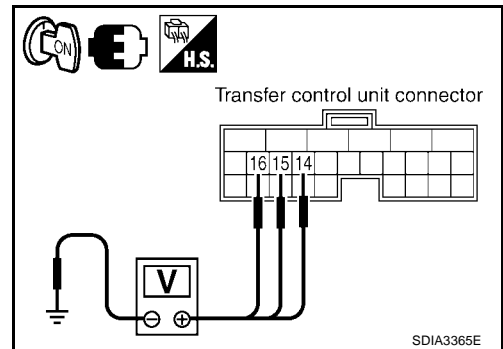 ON
H.S.
Transfer control unit connector
16 15 14
V
SDIA3365E